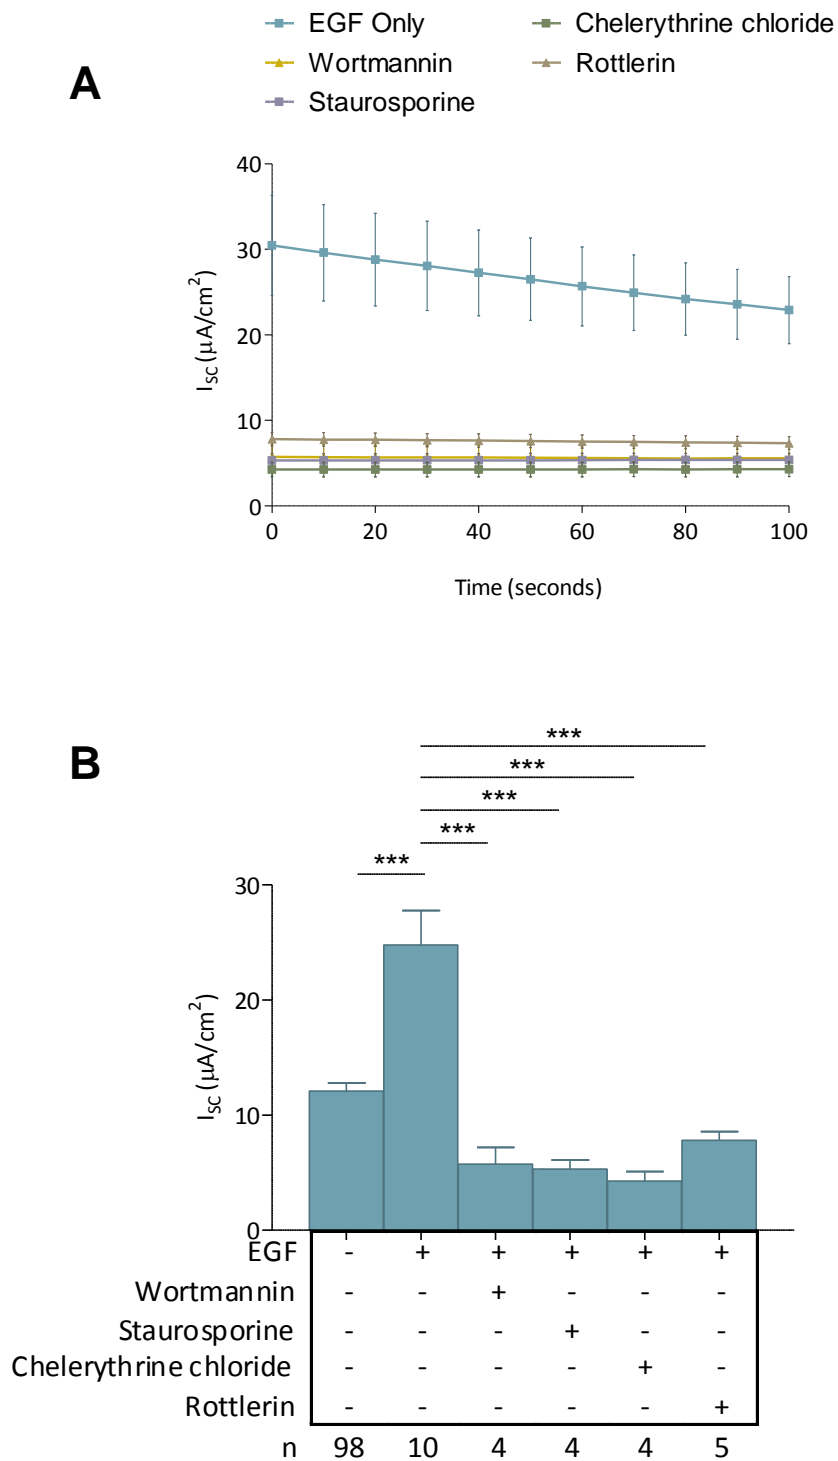 EGF Only Chelerythrine chloride
Wortmannin Rottlerin
Staurosporine
A
40
30
20
10
0
I_SC (μA/cm²)
0 20 40 60 80 100
Time (seconds)
B
***
***
***
***
***
30
20
10
0
I_SC (μA/cm²)
EGF - + + + + +
Wortmannin - - + - - -
Staurosporine - - - + - -
Chelerythrine chloride - - - - + -
Rottlerin - - - - - +
n 98 10 4 4 4 5